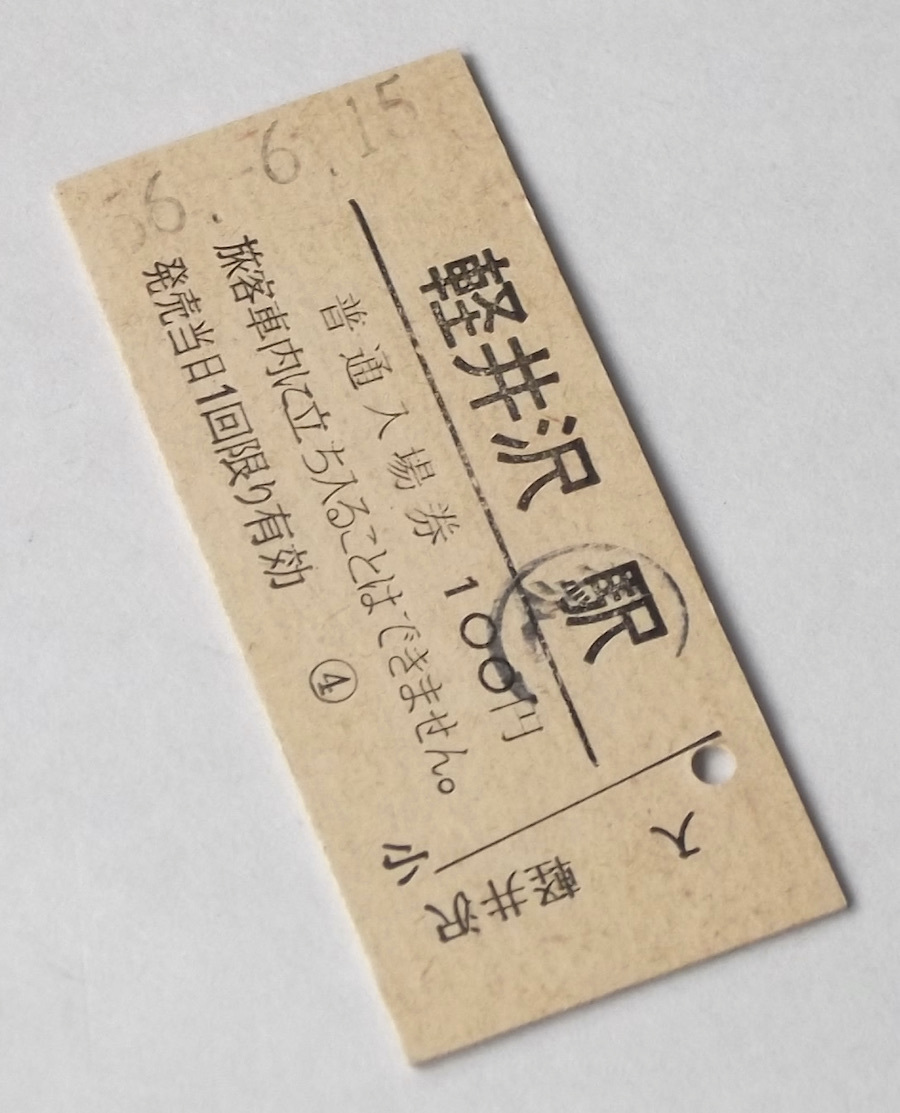 56.-6.15
軽井沢駅
普通入場券 100円
旅客車内に立ち入ることはできません。
発売当日1回限り有効
④
小
入
軽井沢